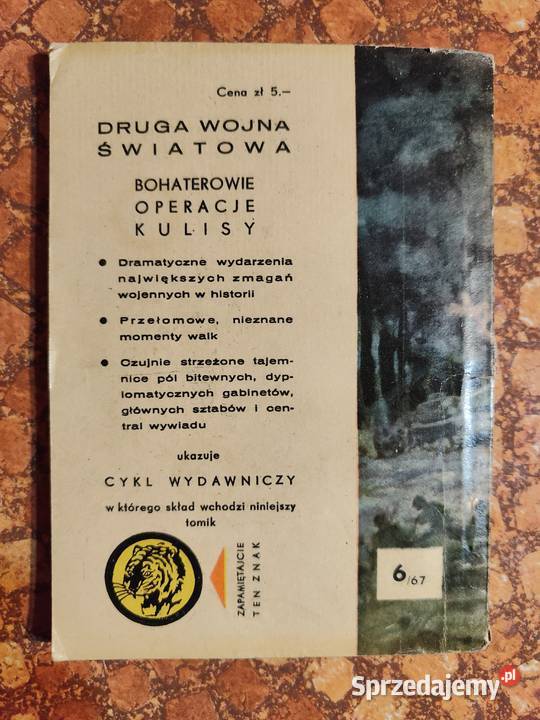 Cena zł 5.—
DRUGA WOJNA
ŚWIATOWA
BOHATEROWIE
OPERACJE
KULISY
● Dramatyczne wydarzenia
największych zmagań
wojennych w historii
● Przełomowe, nieznane
momenty walk
● Czujnie strzeżone tajem-
nice pól bitewnych, dyp-
lomatycznych gabinetów,
głównych sztabów i cen-
tral wywiadu
ukazuje
CYKL WYDAWNICZY
w którego skład wchodzi niniejszy
tomik
ZAPAMIĘTAJCIE
TEN ZNAK
6/67
Sprzedajemy.pl